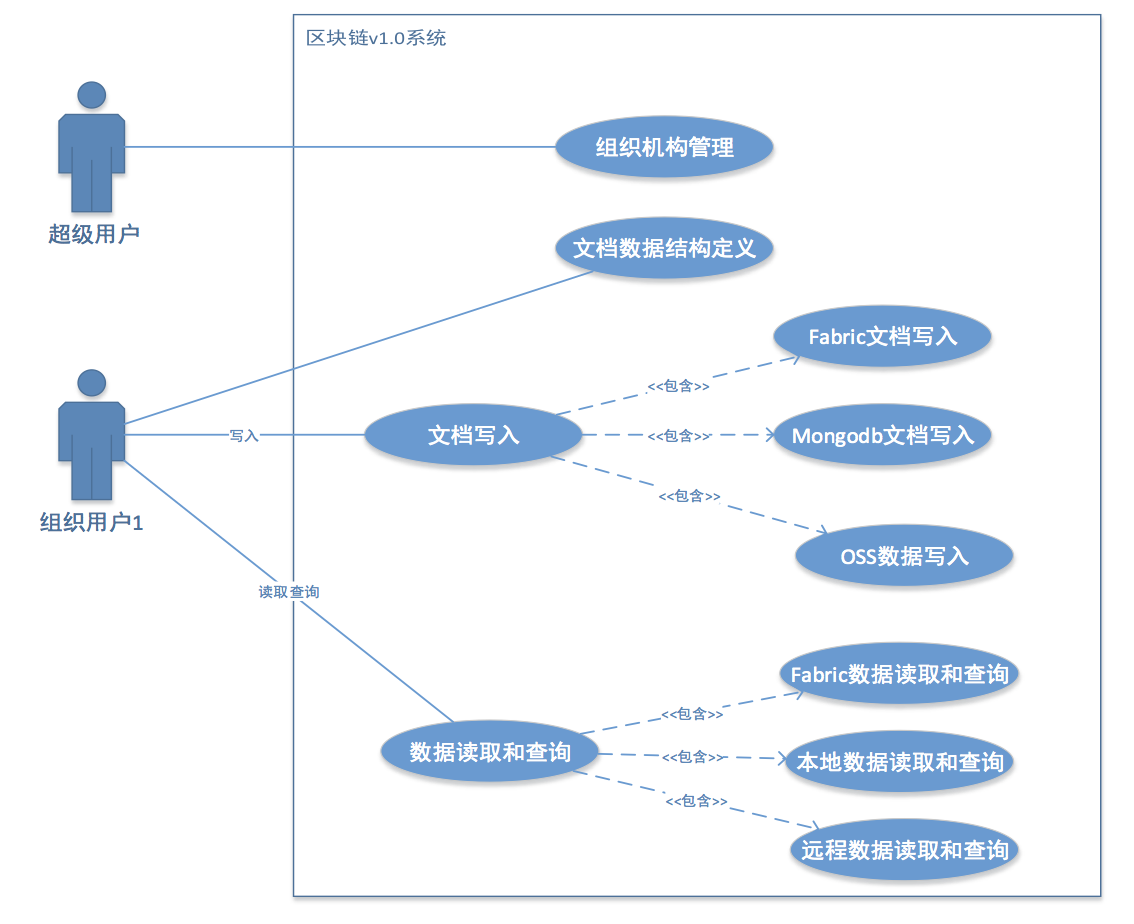 区块链v1.0系统
组织机构管理
超级用户
文档数据结构定义
Fabric文档写入
<<包含>>
写入
文档写入
<<包含>>
Mongodb文档写入
<<包含>>
组织用户1
OSS数据写入
读取查询
Fabric数据读取和查询
<<包含>>
数据读取和查询
<<包含>>
本地数据读取和查询
<<包含>>
远程数据读取和查询